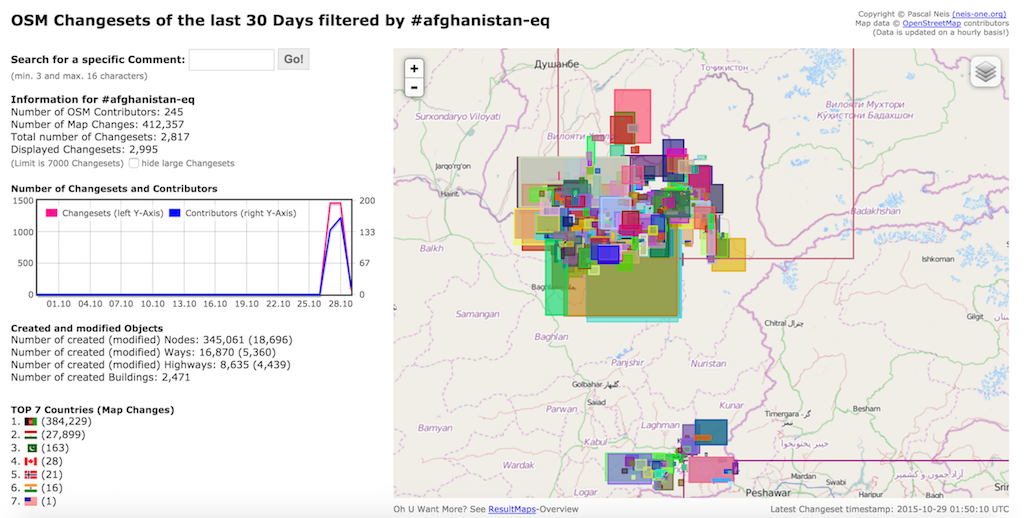 OSM Changesets of the last 30 Days filtered by #afghanistan-eq
Copyright © Pascal Neis (neis-one.org)
Map data © OpenStreetMap contributors
(Data is updated on a hourly basis!)
Search for a specific Comment:
Go!
(min. 3 and max. 16 characters)
Information for #afghanistan-eq
Number of OSM Contributors: 245
Number of Map Changes: 412,357
Total number of Changesets: 2,817
Displayed Changesets: 2,995
(Limit is 7000 Changesets) hide large Changesets
Number of Changesets and Contributors
Changesets (left Y-Axis) Contributors (right Y-Axis)
1500 200
1000 133
500 67
0 0
01.10 04.10 07.10 10.10 13.10 16.10 19.10 22.10 25.10 28.10
Created and modified Objects
Number of created (modified) Nodes: 345,061 (18,696)
Number of created (modified) Ways: 16,870 (5,360)
Number of created (modified) Highways: 8,635 (4,439)
Number of created Buildings: 2,471
TOP 7 Countries (Map Changes)
1. (384,229)
2. (27,899)
3. (163)
4. (28)
5. (21)
6. (16)
7. (1)
+
-
Душанбе
Тоҷикистон
Surxondaryo Viloyati
Вилояти
Вилояти Мухтори
Кӯҳистони Бадахшон
Jarqo'rg'on
Badakhshan
Balkh
Ishkoman
Samangan
Baghlan
Chitral چترال
Gilgit
Panjshir
Nuristan
Golbahar گلبهار
Saiad
Parwan
Kunar
Timergara تیمرگرہ
Besham
Bamyan
Laghman
Kabul
خیبر پختونخوا
Wardak
Logar
Peshawar
Mardan
Swabi
Haripur
آزاد جموں و کشمیر
Bagh
Oh U Want More? See ResultMaps-Overview
Latest Changeset timestamp: 2015-10-29 01:50:10 UTC